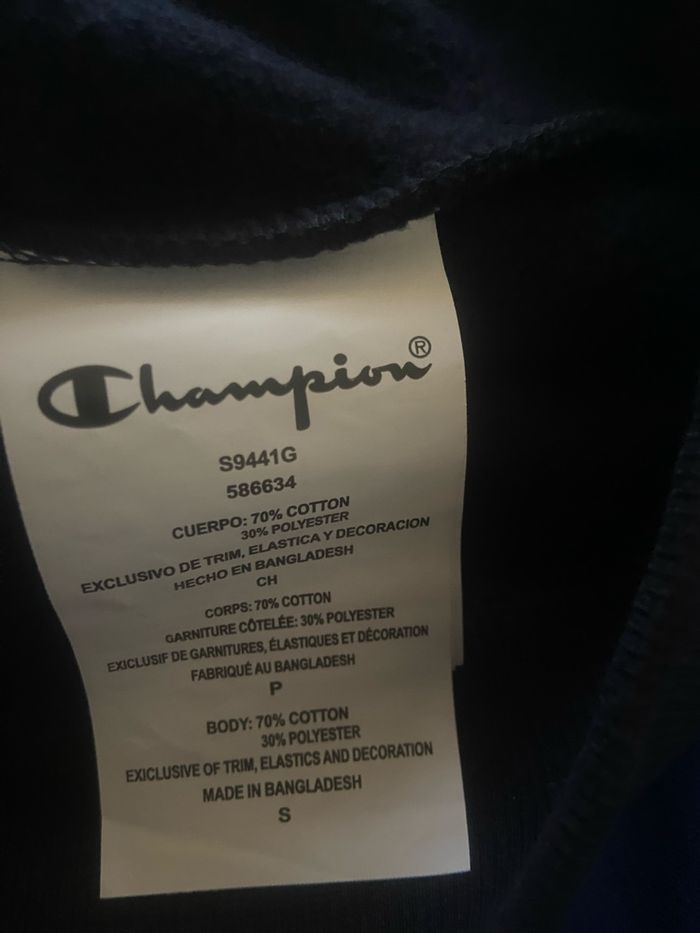 Champion®
S9441G
586634
CUERPO: 70% COTTON
30% POLYESTER
EXCLUSIVO DE TRIM, ELASTICA Y DECORACION
HECHO EN BANGLADESH
CH
CORPS: 70% COTTON
GARNITURE CÔTELÉE: 30% POLYESTER
EXICLUSIF DE GARNITURES, ÉLASTIQUES ET DÉCORATION
FABRIQUÉ AU BANGLADESH
P
BODY: 70% COTTON
30% POLYESTER
EXICLUSIVE OF TRIM, ELASTICS AND DECORATION
MADE IN BANGLADESH
S